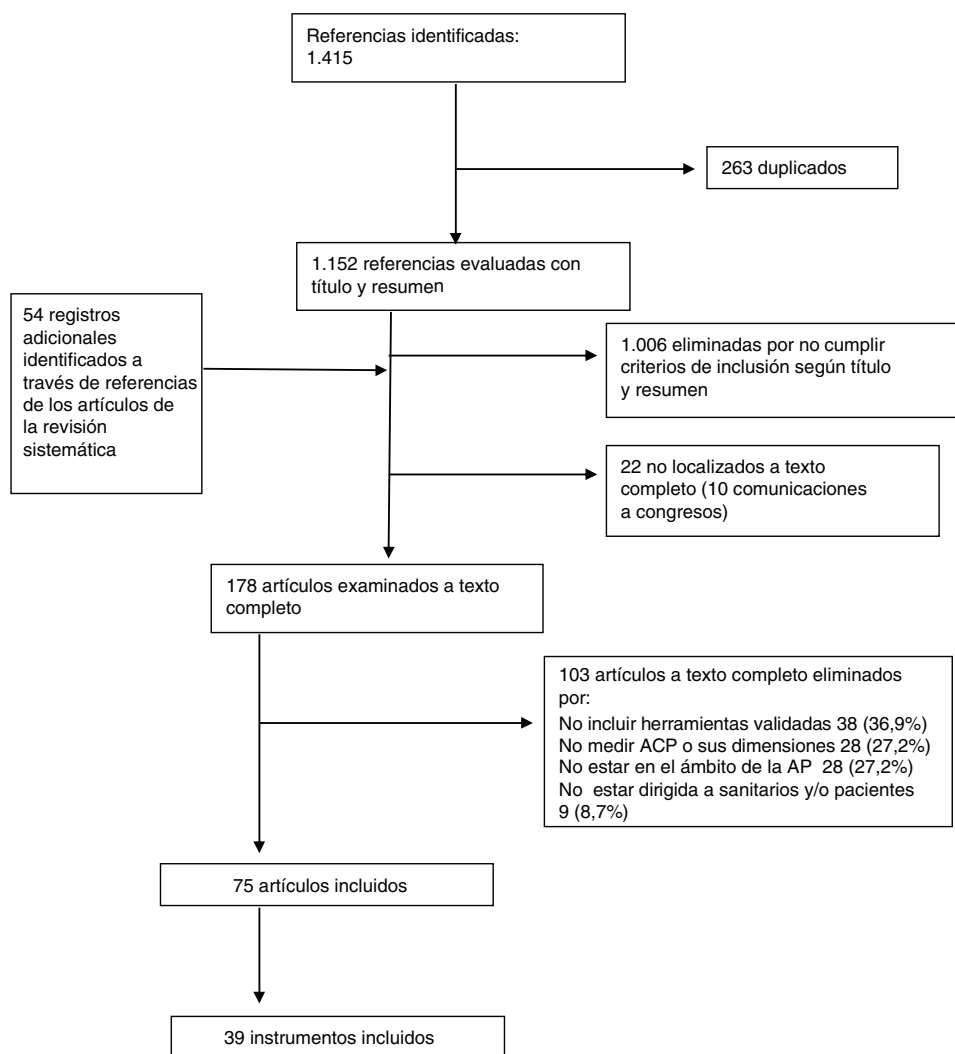 Referencias identificadas:
1.415
263 duplicados
1.152 referencias evaluadas con
título y resumen
54 registros
adicionales
identificados a
través de referencias
de los artículos de
la revisión
sistemática
1.006 eliminadas por no cumplir
criterios de inclusión según título
y resumen
22 no localizados a texto
completo (10 comunicaciones
a congresos)
178 artículos examinados a texto
completo
103 artículos a texto completo eliminados
por:
No incluir herramientas validadas 38 (36,9%)
No medir ACP o sus dimensiones 28 (27,2%)
No estar en el ámbito de la AP 28 (27,2%)
No estar dirigida a sanitarios y/o pacientes
9 (8,7%)
75 artículos incluidos
39 instrumentos incluidos